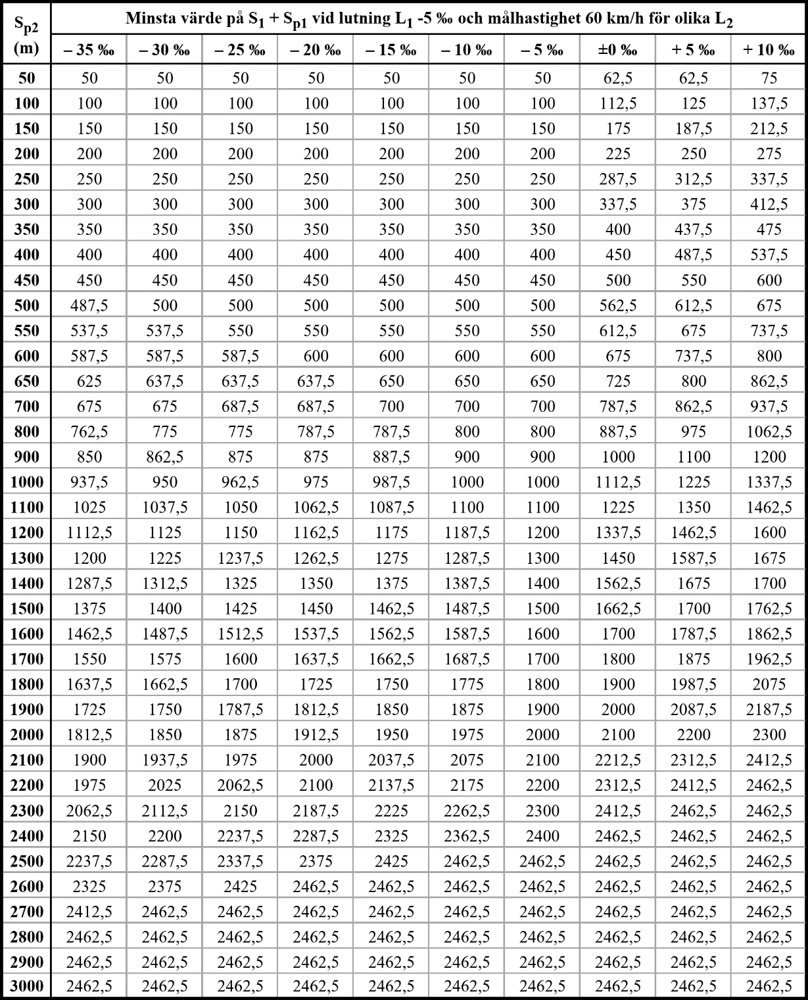 Sp2 (m) Minsta värde på S1 + Sp1 vid lutning L1 -5 ‰ och målhastighet 60 km/h för olika L2
– 35 ‰ – 30 ‰ – 25 ‰ – 20 ‰ – 15 ‰ – 10 ‰ – 5 ‰ ±0 ‰ + 5 ‰ + 10 ‰
50 50 50 50 50 50 50 50 62,5 62,5 75
100 100 100 100 100 100 100 100 112,5 125 137,5
150 150 150 150 150 150 150 150 175 187,5 212,5
200 200 200 200 200 200 200 200 225 250 275
250 250 250 250 250 250 250 250 287,5 312,5 337,5
300 300 300 300 300 300 300 300 337,5 375 412,5
350 350 350 350 350 350 350 350 400 437,5 475
400 400 400 400 400 400 400 400 450 487,5 537,5
450 450 450 450 450 450 450 450 500 550 600
500 487,5 500 500 500 500 500 500 562,5 612,5 675
550 537,5 537,5 550 550 550 550 550 612,5 675 737,5
600 587,5 587,5 587,5 600 600 600 600 675 737,5 800
650 625 637,5 637,5 637,5 650 650 650 725 800 862,5
700 675 675 687,5 687,5 700 700 700 787,5 862,5 937,5
800 762,5 775 775 787,5 787,5 800 800 887,5 975 1062,5
900 850 862,5 875 875 887,5 900 900 1000 1100 1200
1000 937,5 950 962,5 975 987,5 1000 1000 1112,5 1225 1337,5
1100 1025 1037,5 1050 1062,5 1087,5 1100 1100 1225 1350 1462,5
1200 1112,5 1125 1150 1162,5 1175 1187,5 1200 1337,5 1462,5 1600
1300 1200 1225 1237,5 1262,5 1275 1287,5 1300 1450 1587,5 1675
1400 1287,5 1312,5 1325 1350 1375 1387,5 1400 1562,5 1675 1700
1500 1375 1400 1425 1450 1462,5 1487,5 1500 1662,5 1700 1762,5
1600 1462,5 1487,5 1512,5 1537,5 1562,5 1587,5 1600 1700 1787,5 1862,5
1700 1550 1575 1600 1637,5 1662,5 1687,5 1700 1800 1875 1962,5
1800 1637,5 1662,5 1700 1725 1750 1775 1800 1900 1987,5 2075
1900 1725 1750 1787,5 1812,5 1850 1875 1900 2000 2087,5 2187,5
2000 1812,5 1850 1875 1912,5 1950 1975 2000 2100 2200 2300
2100 1900 1937,5 1975 2000 2037,5 2075 2100 2212,5 2312,5 2412,5
2200 1975 2025 2062,5 2100 2137,5 2175 2200 2312,5 2412,5 2462,5
2300 2062,5 2112,5 2150 2187,5 2225 2262,5 2300 2412,5 2462,5 2462,5
2400 2150 2200 2237,5 2287,5 2325 2362,5 2400 2462,5 2462,5 2462,5
2500 2237,5 2287,5 2337,5 2375 2425 2462,5 2462,5 2462,5 2462,5 2462,5
2600 2325 2375 2425 2462,5 2462,5 2462,5 2462,5 2462,5 2462,5 2462,5
2700 2412,5 2462,5 2462,5 2462,5 2462,5 2462,5 2462,5 2462,5 2462,5 2462,5
2800 2462,5 2462,5 2462,5 2462,5 2462,5 2462,5 2462,5 2462,5 2462,5 2462,5
2900 2462,5 2462,5 2462,5 2462,5 2462,5 2462,5 2462,5 2462,5 2462,5 2462,5
3000 2462,5 2462,5 2462,5 2462,5 2462,5 2462,5 2462,5 2462,5 2462,5 2462,5